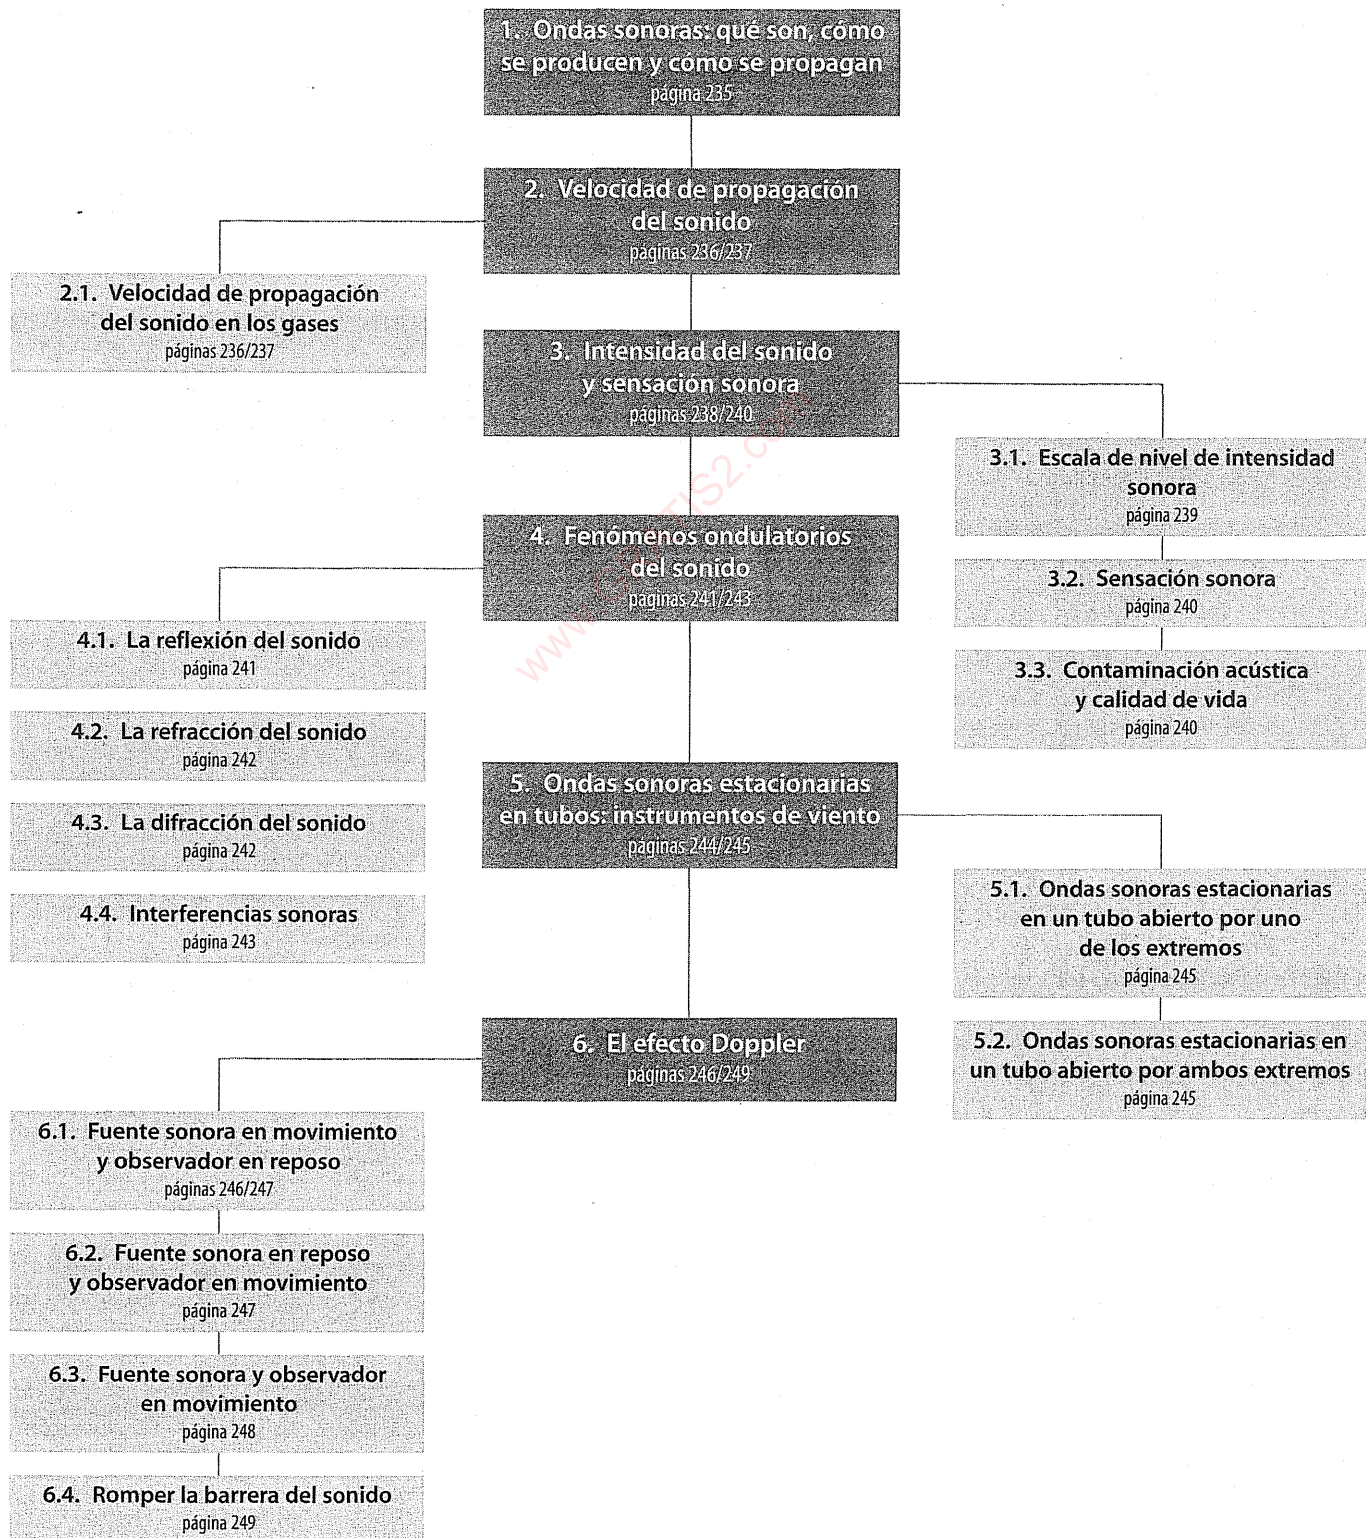 1. Ondas sonoras: qué son, cómo
se producen y cómo se propagan
página 235
2. Velocidad de propagación
del sonido
páginas 236/237
2.1. Velocidad de propagación
del sonido en los gases
páginas 236/237
3. Intensidad del sonido
y sensación sonora
páginas 238/240
3.1. Escala de nivel de intensidad
sonora
página 239
3.2. Sensación sonora
página 240
3.3. Contaminación acústica
y calidad de vida
página 240
4. Fenómenos ondulatorios
del sonido
páginas 241/243
4.1. La reflexión del sonido
página 241
4.2. La refracción del sonido
página 242
4.3. La difracción del sonido
página 242
4.4. Interferencias sonoras
página 243
5. Ondas sonoras estacionarias
en tubos: instrumentos de viento
páginas 244/245
5.1. Ondas sonoras estacionarias
en un tubo abierto por uno
de los extremos
página 245
5.2. Ondas sonoras estacionarias en
un tubo abierto por ambos extremos
página 245
6. El efecto Doppler
páginas 246/249
6.1. Fuente sonora en movimiento
y observador en reposo
páginas 246/247
6.2. Fuente sonora en reposo
y observador en movimiento
página 247
6.3. Fuente sonora y observador
en movimiento
página 248
6.4. Romper la barrera del sonido
página 249